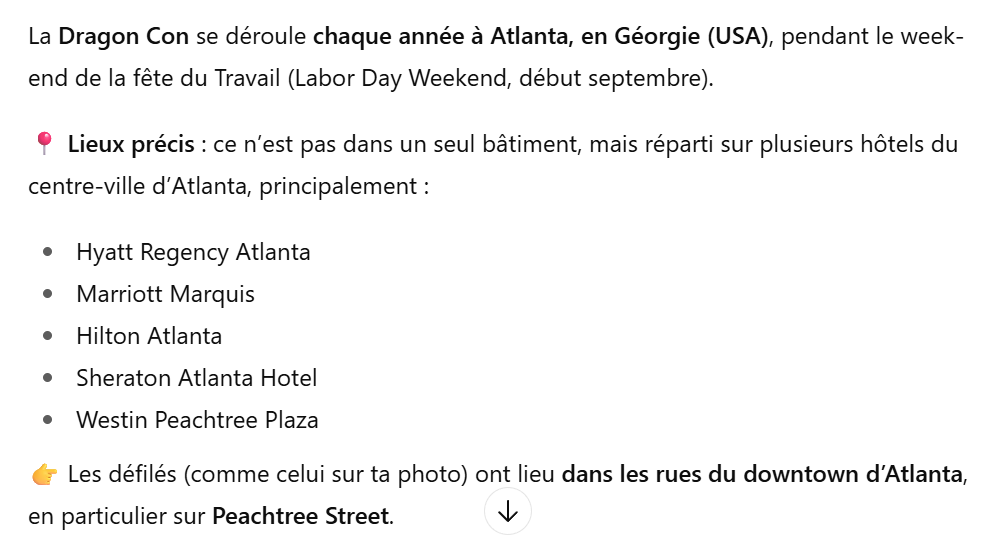 La Dragon Con se déroule chaque année à Atlanta, en Géorgie (USA), pendant le week-
end de la fête du Travail (Labor Day Weekend, début septembre).
📍 Lieux précis : ce n’est pas dans un seul bâtiment, mais réparti sur plusieurs hôtels du
centre-ville d’Atlanta, principalement :
• Hyatt Regency Atlanta
• Marriott Marquis
• Hilton Atlanta
• Sheraton Atlanta Hotel
• Westin Peachtree Plaza
👉 Les défilés (comme celui sur ta photo) ont lieu dans les rues du downtown d’Atlanta,
en particulier sur Peachtree Street.